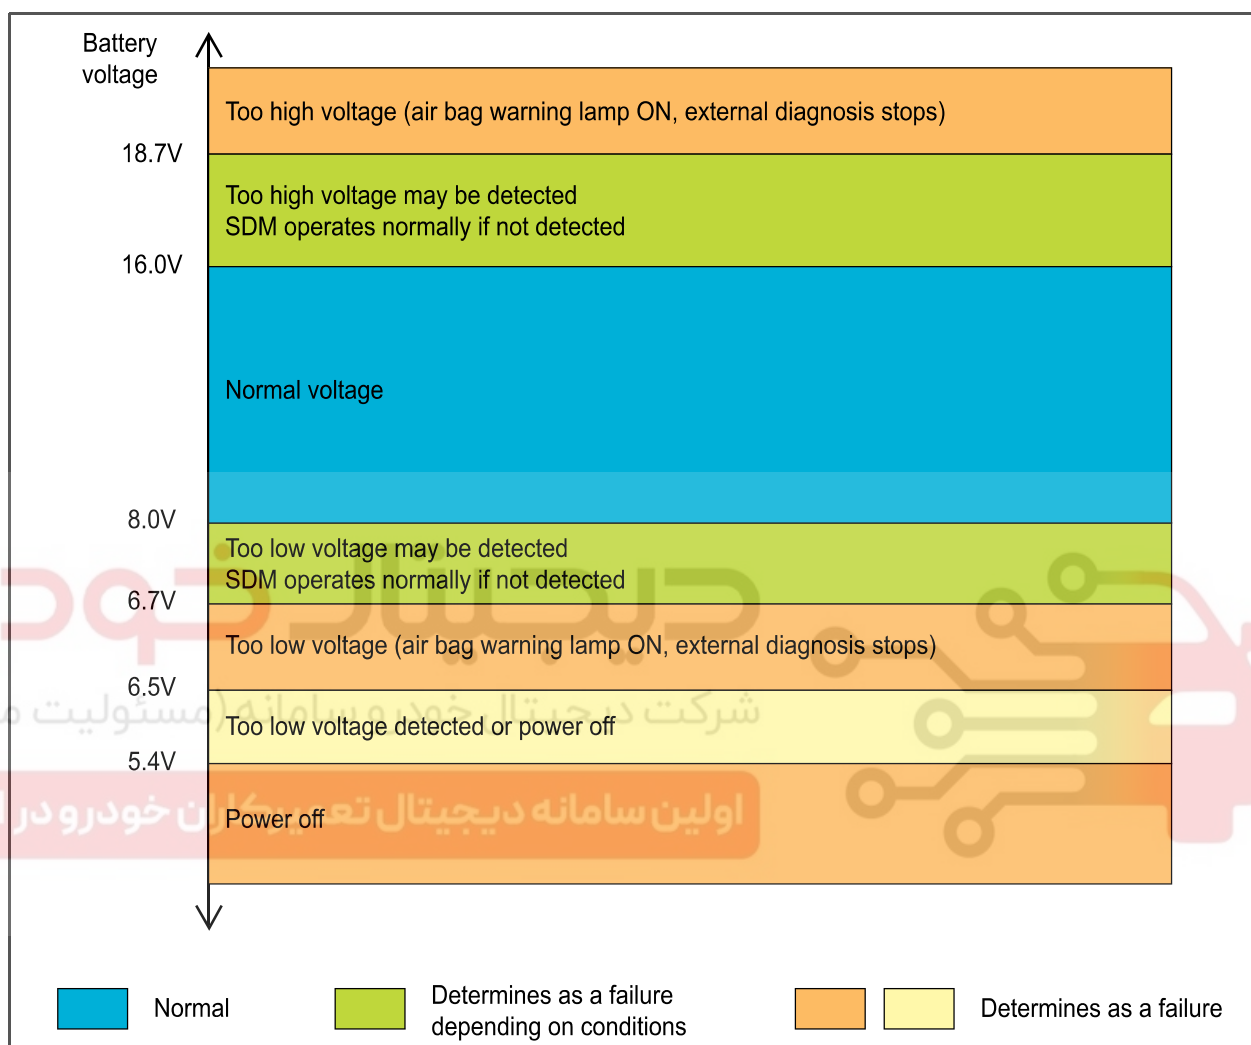 Battery
voltage
Too high voltage (air bag warning lamp ON, external diagnosis stops)
18.7V
Too high voltage may be detected
SDM operates normally if not detected
16.0V
Normal voltage
8.0V
Too low voltage may be detected
SDM operates normally if not detected
دیجیتال خود
6.7V
Too low voltage (air bag warning lamp ON, external diagnosis stops)
6.5V
شرکت دیجیتال خودرو سامانه (مسئولیت
Too low voltage detected or power off
5.4V
اولین سامانه دیجیتال تعمیرکاران خودرو در
Power off
Normal
Determines as a failure
depending on conditions
Determines as a failure